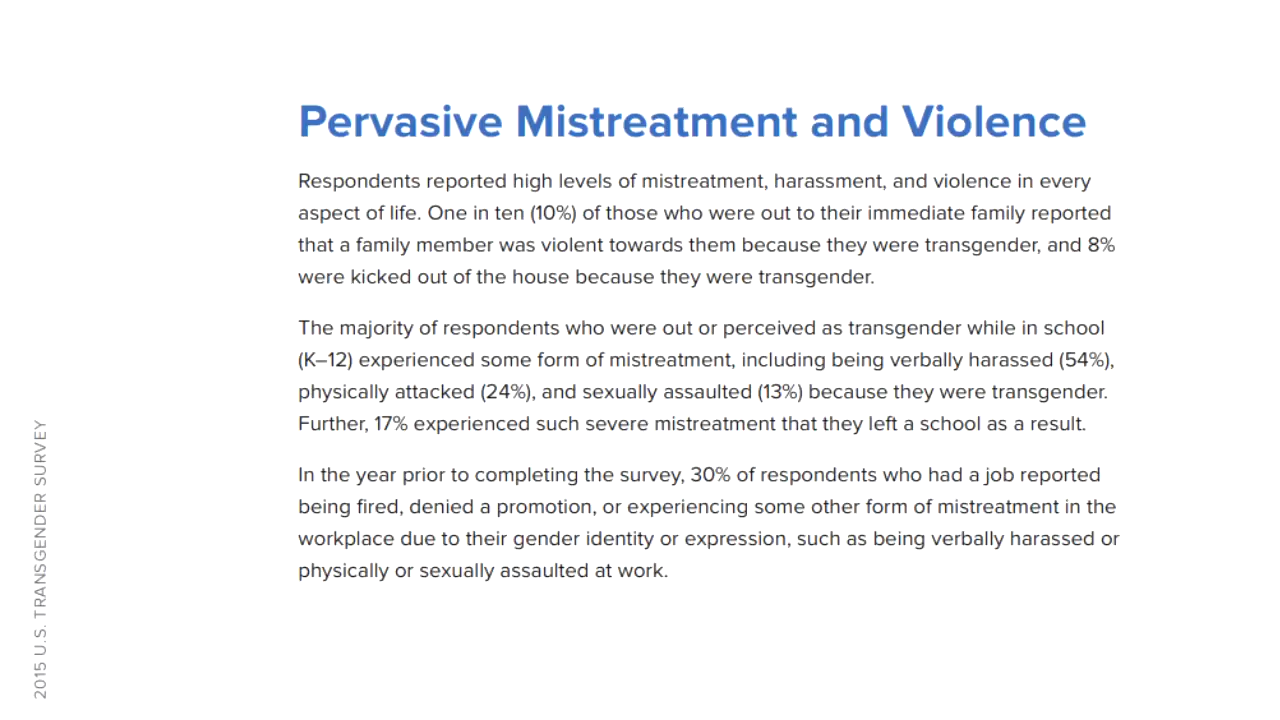 Pervasive Mistreatment and Violence
Respondents reported high levels of mistreatment, harassment, and violence in every
aspect of life. One in ten (10%) of those who were out to their immediate family reported
that a family member was violent towards them because they were transgender, and 8%
were kicked out of the house because they were transgender.
The majority of respondents who were out or perceived as transgender while in school
(K–12) experienced some form of mistreatment, including being verbally harassed (54%),
physically attacked (24%), and sexually assaulted (13%) because they were transgender.
Further, 17% experienced such severe mistreatment that they left a school as a result.
In the year prior to completing the survey, 30% of respondents who had a job reported
being fired, denied a promotion, or experiencing some other form of mistreatment in the
workplace due to their gender identity or expression, such as being verbally harassed or
physically or sexually assaulted at work.
2015 U.S. TRANSGENDER SURVEY